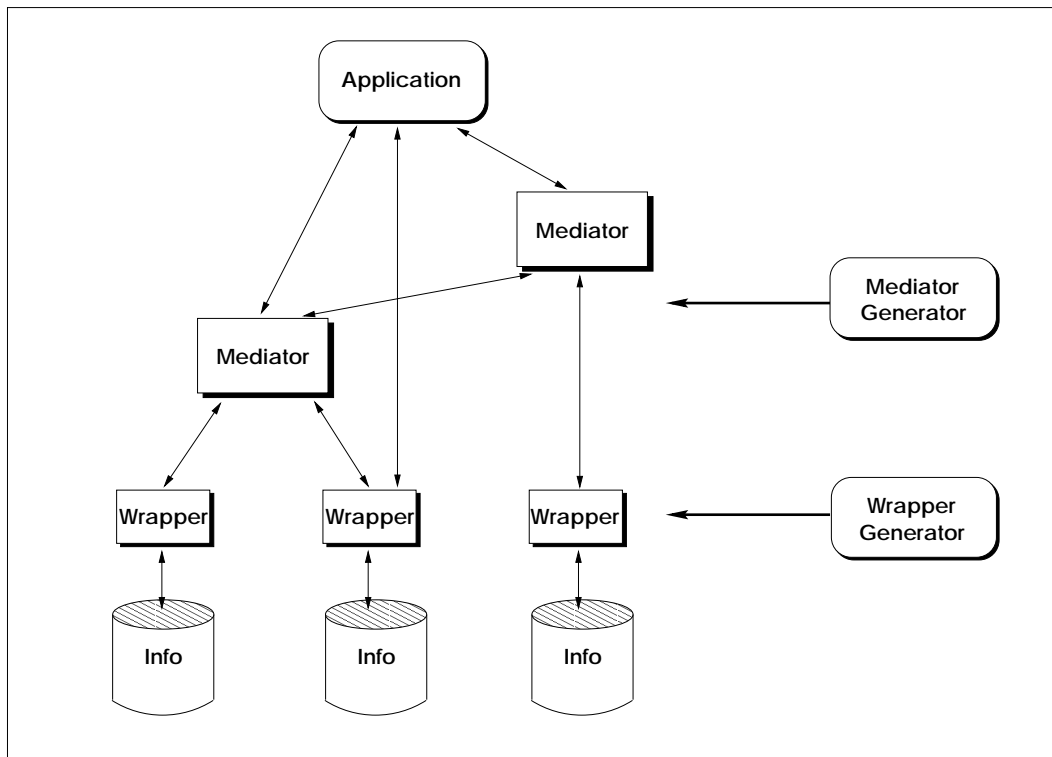 Application
Mediator
Mediator
Generator
Mediator
Wrapper
Wrapper
Wrapper
Wrapper
Generator
Info
Info
Info